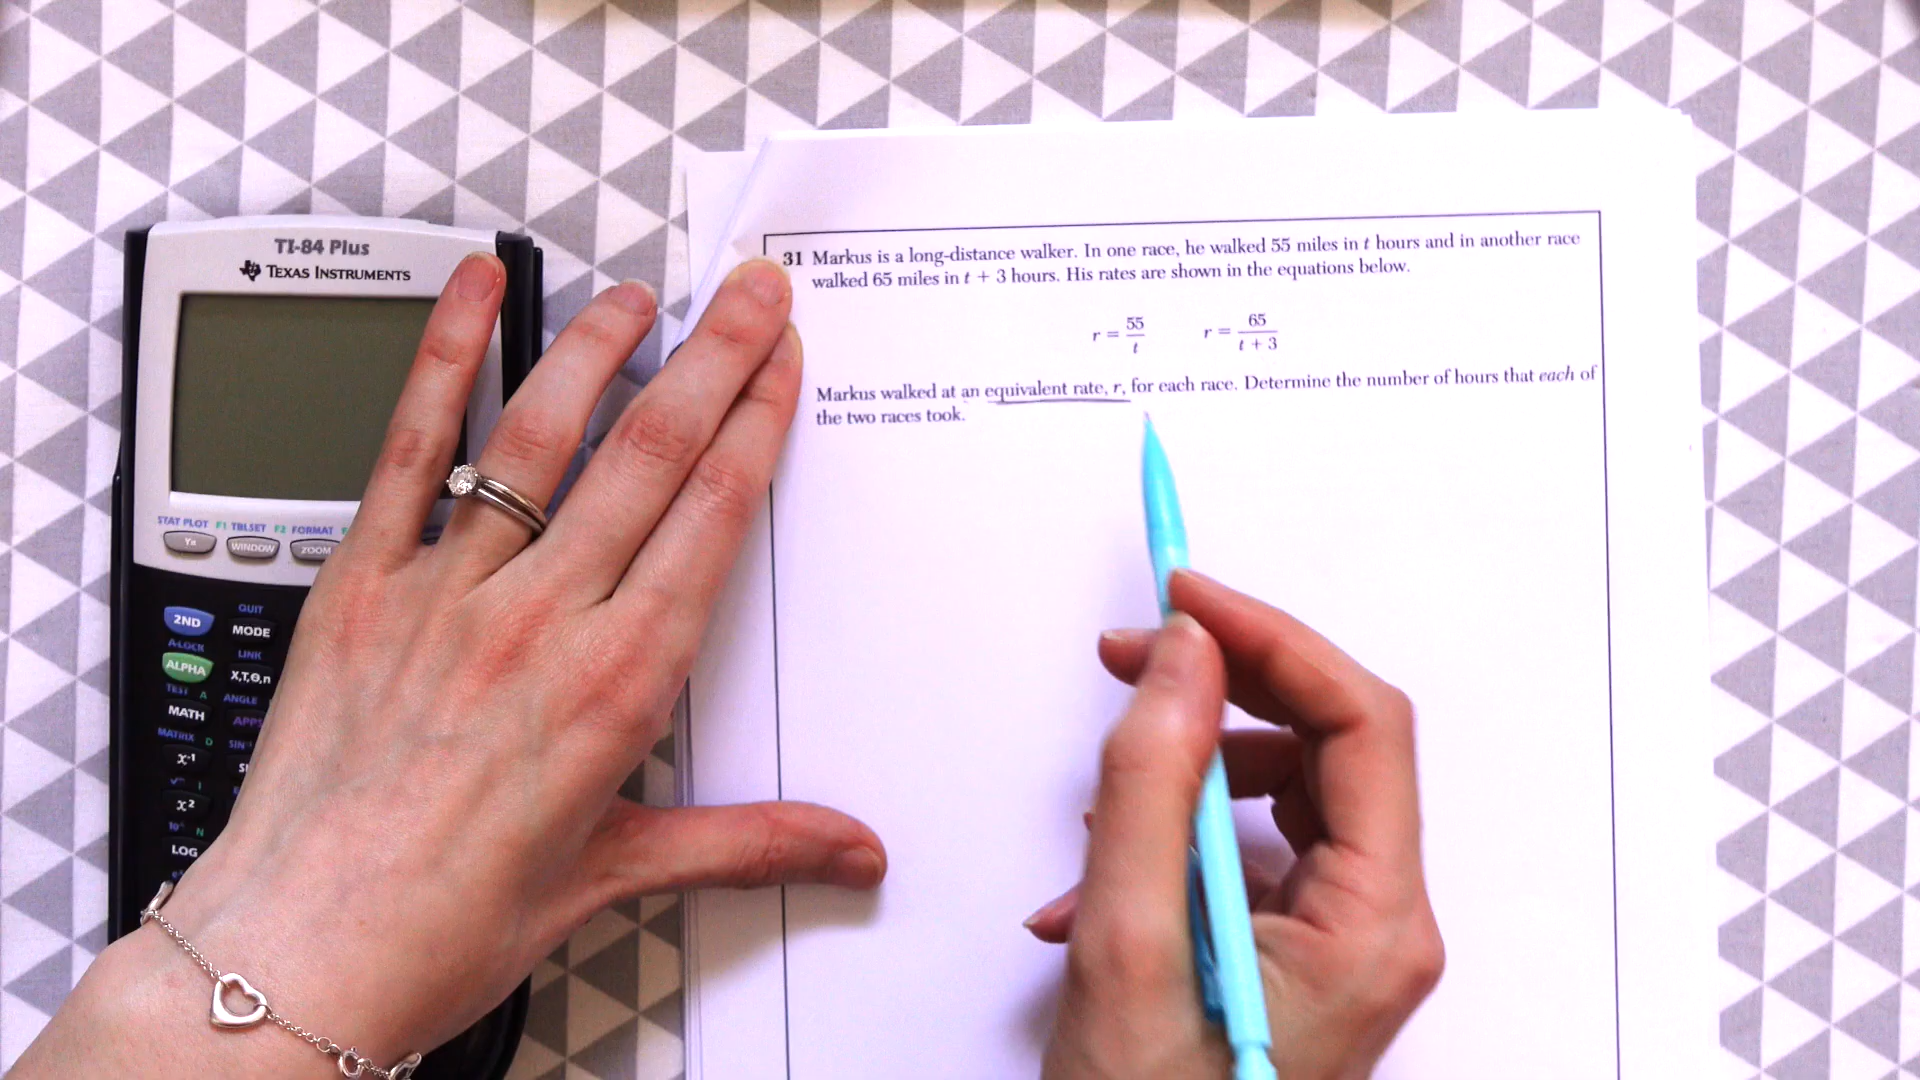 TI-84 Plus
TEXAS INSTRUMENTS
STAT PLOT F1 TBLSET F2 FORMAT
Y= WINDOW ZOOM
QUIT
2ND MODE
A-LOCK LINK
ALPHA X,T,Θ,n
TEST A ANGLE
MATH APPS
MATRIX D SIN⁻¹
x⁻¹
x²
N
LOG
31 Markus is a long-distance walker. In one race, he walked 55 miles in t hours and in another race
walked 65 miles in t + 3 hours. His rates are shown in the equations below.
r = 55/t r = 65/(t + 3)
Markus walked at an equivalent rate, r, for each race. Determine the number of hours that each of
the two races took.